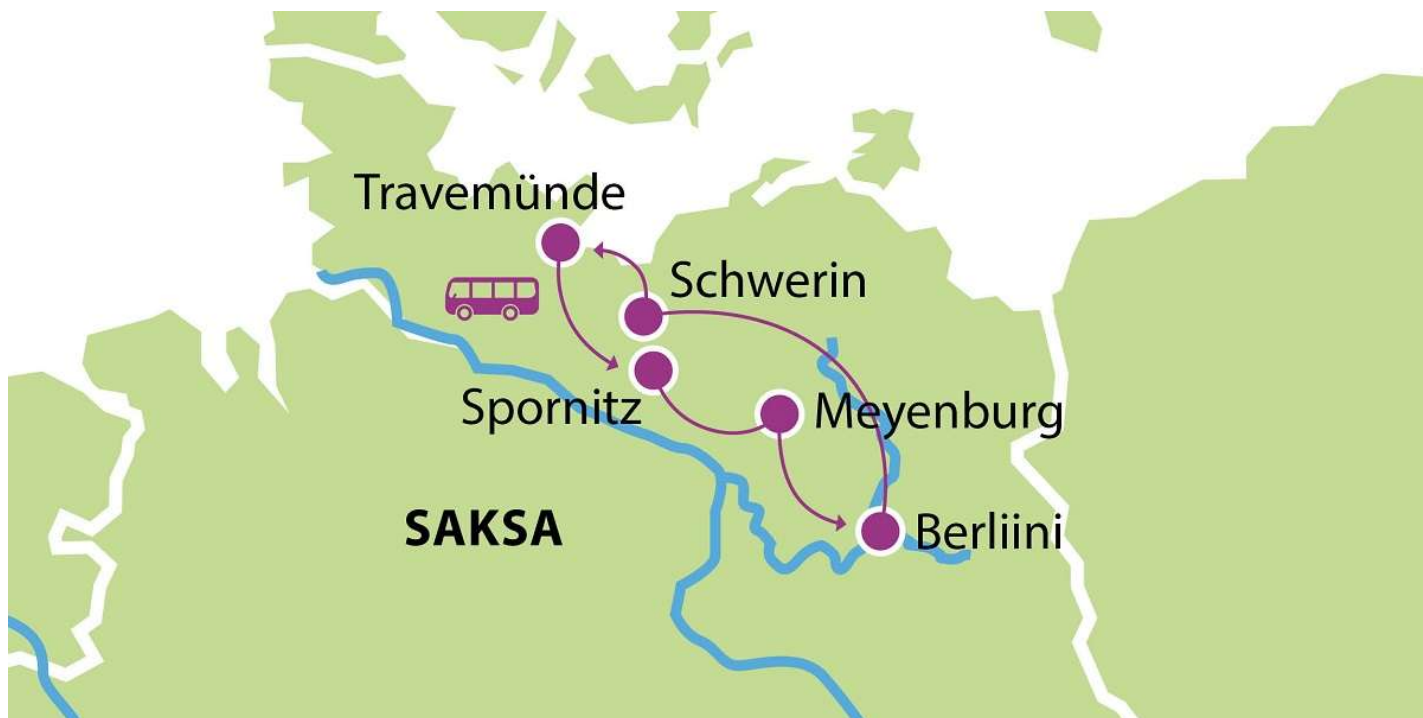 Travemünde
Schwerin
Spornitz
Meyenburg
SAKSA
Berliini